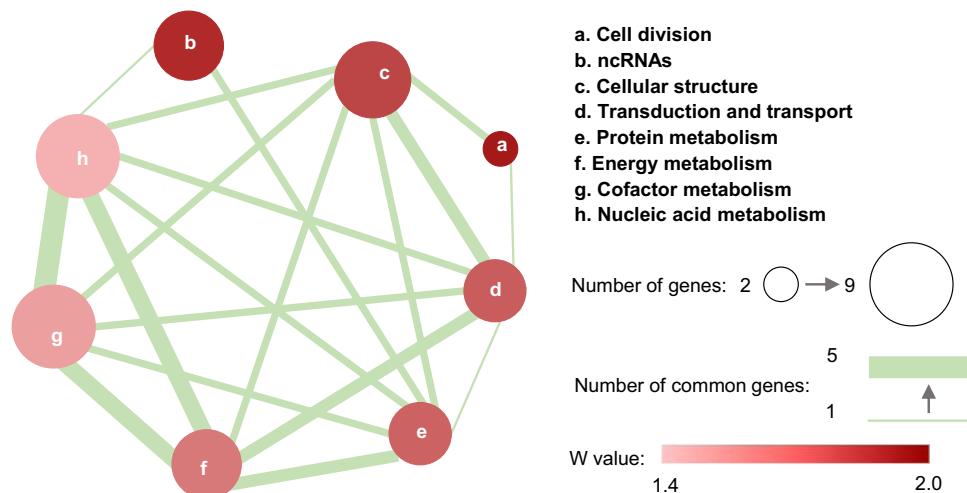 b
c
a
h
d
g
e
f
a. Cell division
b. ncRNAs
c. Cellular structure
d. Transduction and transport
e. Protein metabolism
f. Energy metabolism
g. Cofactor metabolism
h. Nucleic acid metabolism
Number of genes: 2 9
5
Number of common genes:
1
W value:
1.4 2.0